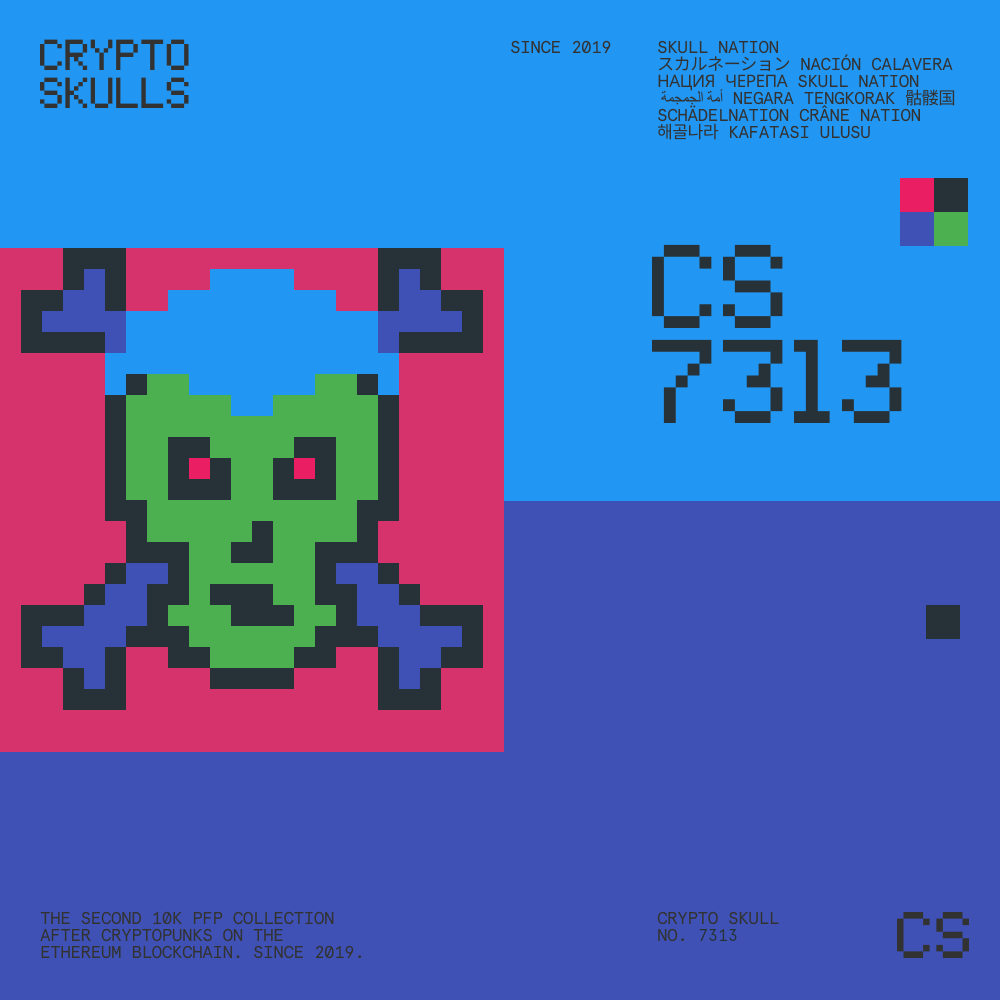 CRYPTO
SKULLS
SINCE 2019
SKULL NATION
スカルネーション NACIÓN CALAVERA
НАЦИЯ ЧЕРЕПА SKULL NATION
أمة الجمجمة NEGARA TENGKORAK 骷髅国
SCHÄDELNATION CRÂNE NATION
해골나라 KAFATASI ULUSU
CS
7313
THE SECOND 10K PFP COLLECTION
AFTER CRYPTOPUNKS ON THE
ETHEREUM BLOCKCHAIN. SINCE 2019.
CRYPTO SKULL
NO. 7313
CS